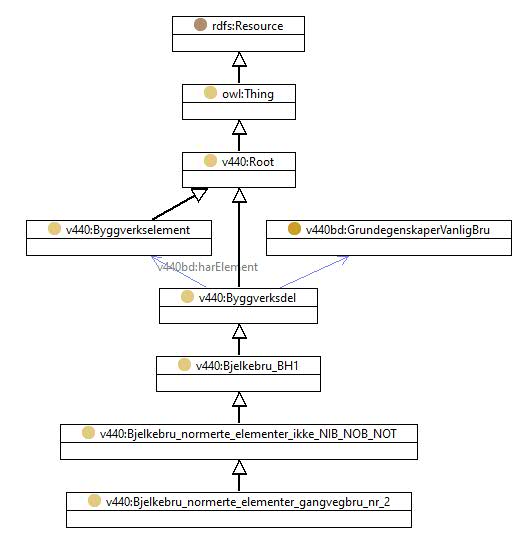 rdfs:Resource
owl:Thing
v440:Root
v440:Byggverkselement
v440bd:GrundegenskaperVanligBru
v440bd:harElement
v440:Byggverksdel
v440:Bjelkebru_BH1
v440:Bjelkebru_normerte_elementer_ikke_NIB_NOB_NOT
v440:Bjelkebru_normerte_elementer_gangvegbru_nr_2